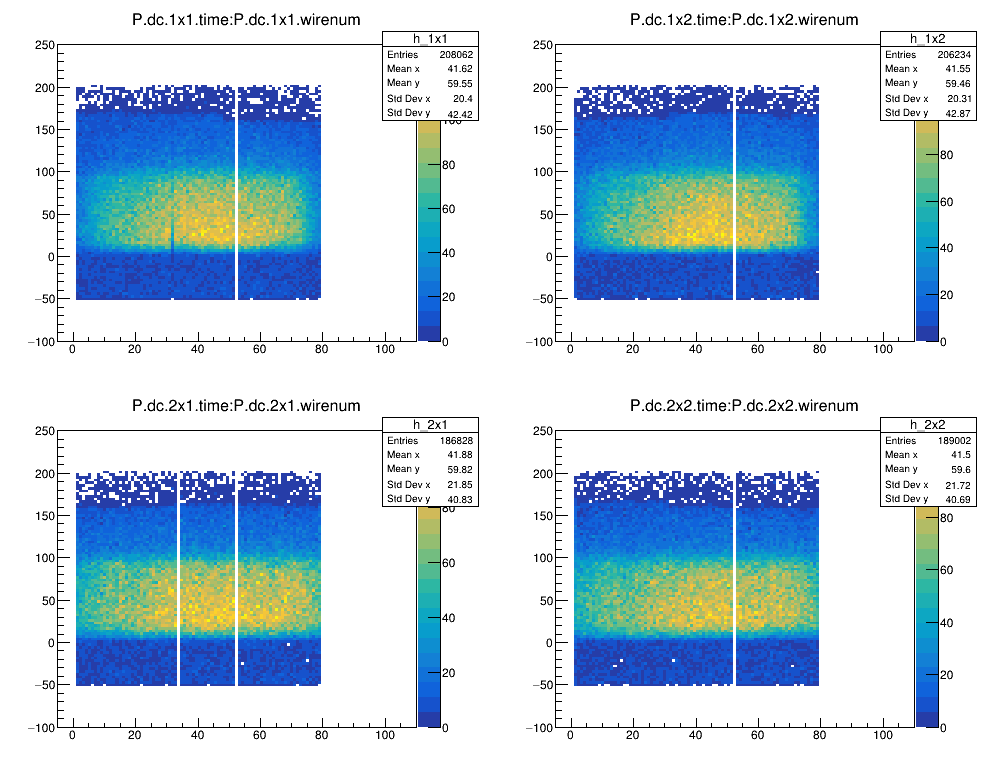 P.dc.1x1.time:P.dc.1x1.wirenum
h_1x1
Entries 208062
Mean x 41.62
Mean y 59.55
Std Dev x 20.4
Std Dev y 42.42
250
200
150
100
50
0
−50
−100
0 20 40 60 80 100
100
80
60
40
20
0
P.dc.1x2.time:P.dc.1x2.wirenum
h_1x2
Entries 206234
Mean x 41.55
Mean y 59.46
Std Dev x 20.31
Std Dev y 42.87
250
200
150
100
50
0
−50
−100
0 20 40 60 80 100
80
60
40
20
0
P.dc.2x1.time:P.dc.2x1.wirenum
h_2x1
Entries 186828
Mean x 41.88
Mean y 59.82
Std Dev x 21.85
Std Dev y 40.83
250
200
150
100
50
0
−50
−100
0 20 40 60 80 100
80
60
40
20
0
P.dc.2x2.time:P.dc.2x2.wirenum
h_2x2
Entries 189002
Mean x 41.5
Mean y 59.6
Std Dev x 21.72
Std Dev y 40.69
250
200
150
100
50
0
−50
−100
0 20 40 60 80 100
80
60
40
20
0